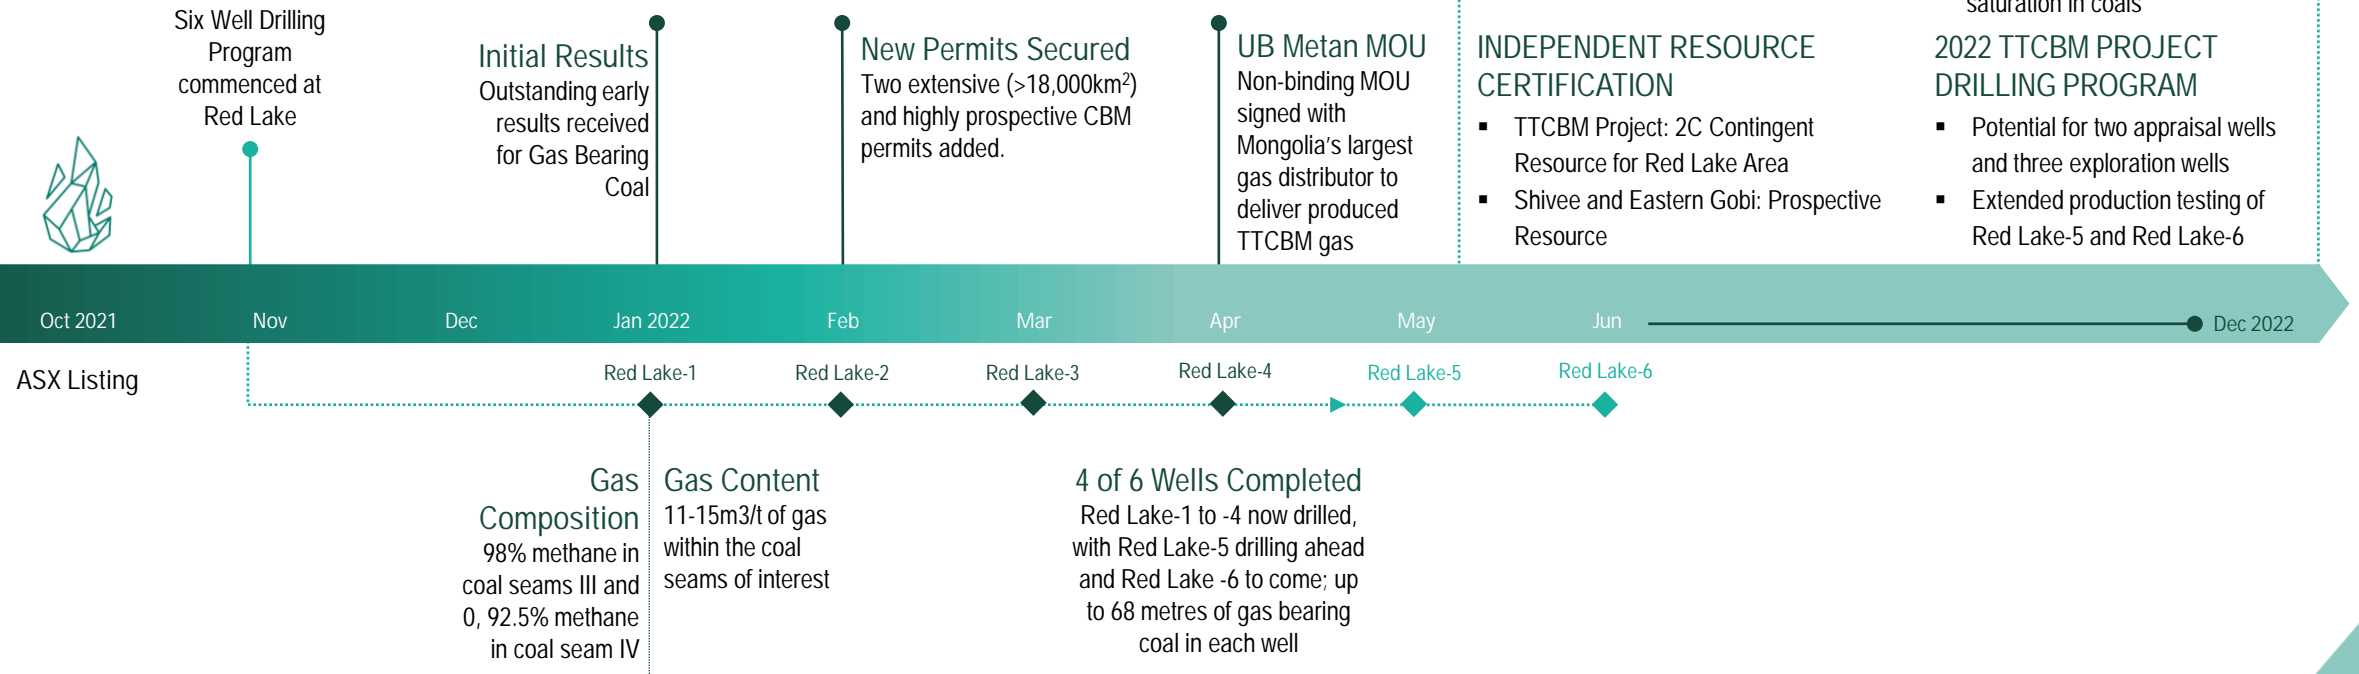 Six Well Drilling
Program
commenced at
Red Lake
Initial Results
Outstanding early
results received
for Gas Bearing
Coal
New Permits Secured
Two extensive (>18,000km²)
and highly prospective CBM
permits added.
UB Metan MOU
Non-binding MOU
signed with
Mongolia's largest
gas distributor to
deliver produced
TTCBM gas
INDEPENDENT RESOURCE
CERTIFICATION
▪ TTCBM Project: 2C Contingent
Resource for Red Lake Area
▪ Shivee and Eastern Gobi: Prospective
Resource
saturation in coals
2022 TTCBM PROJECT
DRILLING PROGRAM
▪ Potential for two appraisal wells
and three exploration wells
▪ Extended production testing of
Red Lake-5 and Red Lake-6
Oct 2021 Nov Dec Jan 2022 Feb Mar Apr May Jun Dec 2022
ASX Listing
Red Lake-1 Red Lake-2 Red Lake-3 Red Lake-4 Red Lake-5 Red Lake-6
Gas
Composition
98% methane in
coal seams III and
0, 92.5% methane
in coal seam IV
Gas Content
11-15m3/t of gas
within the coal
seams of interest
4 of 6 Wells Completed
Red Lake-1 to -4 now drilled,
with Red Lake-5 drilling ahead
and Red Lake -6 to come; up
to 68 metres of gas bearing
coal in each well